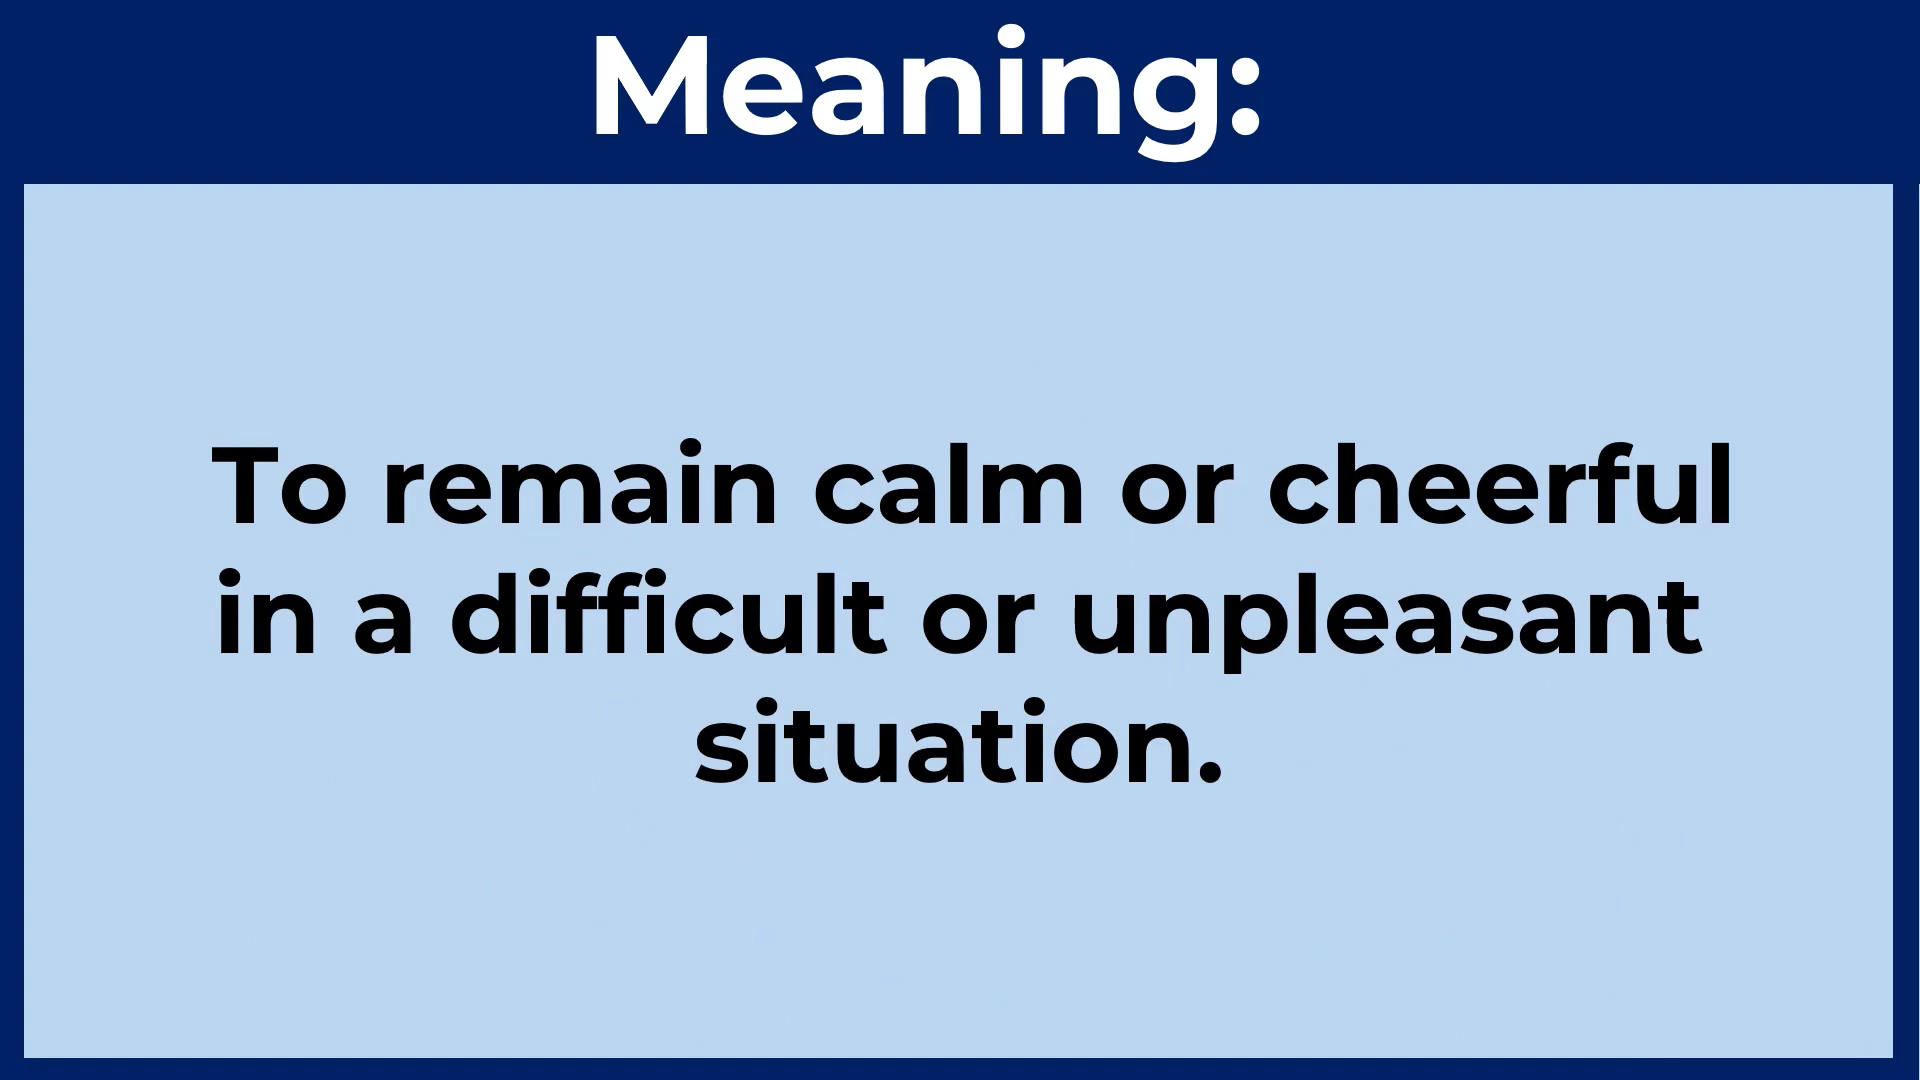 Meaning:
To remain calm or cheerful
in a difficult or unpleasant
situation.